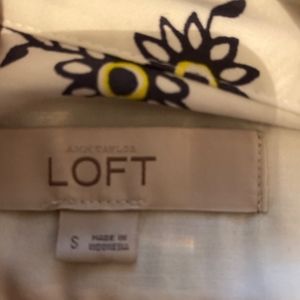 ANN TAYLOR
LOFT
S
MADE IN
INDONESIA